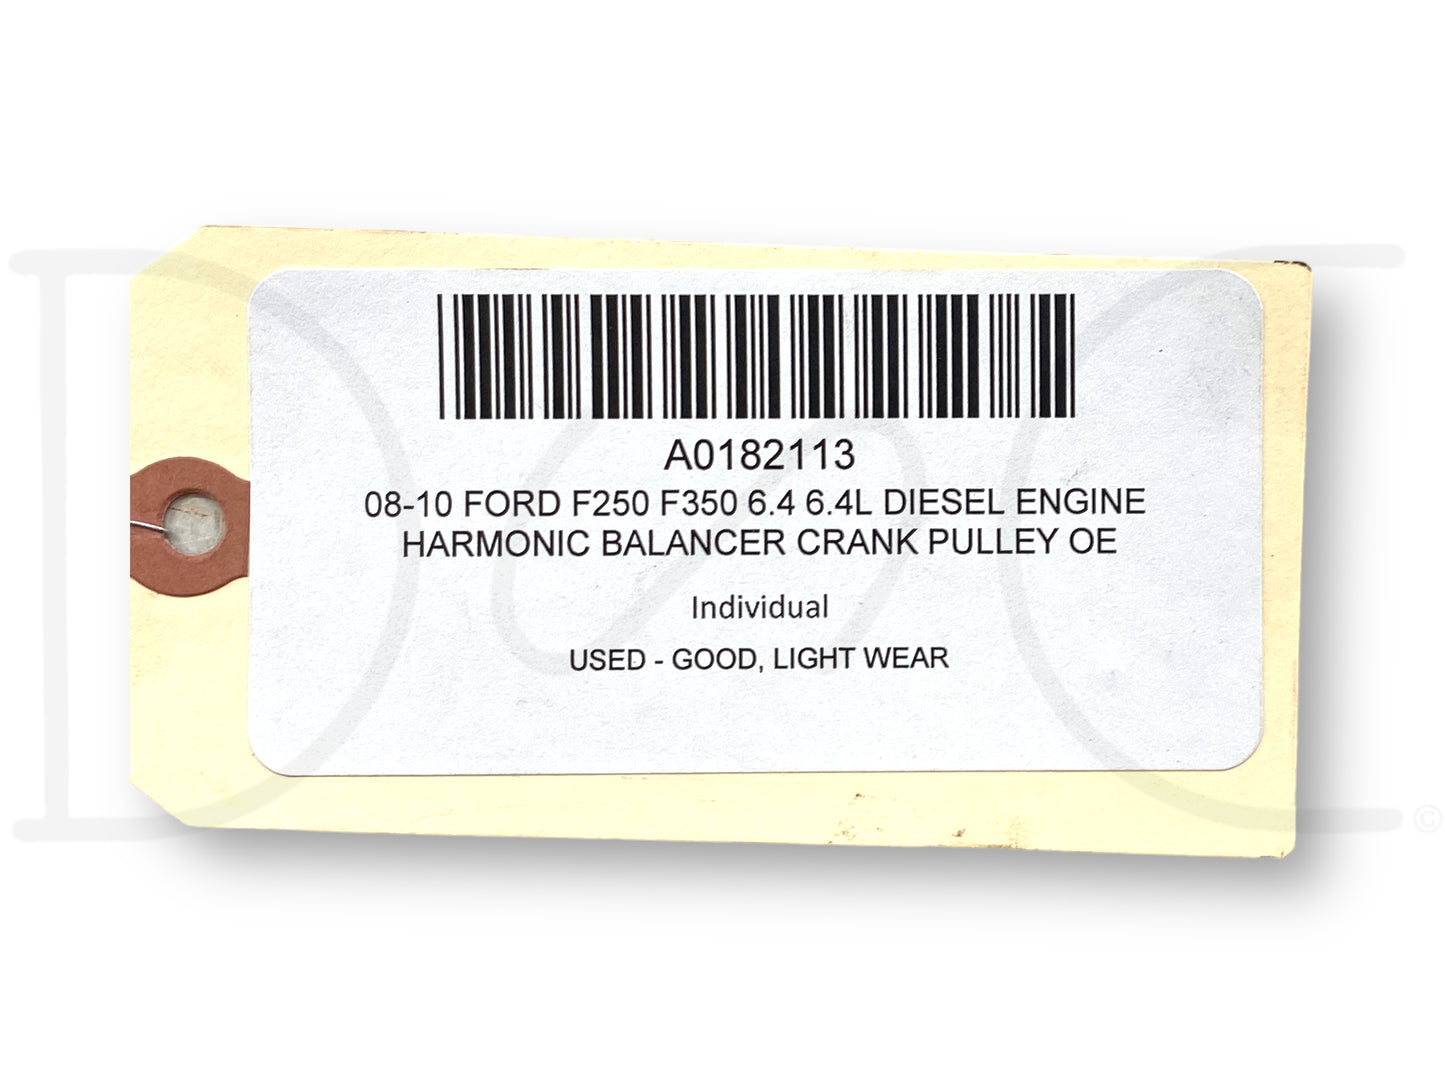 A0182113
08-10 FORD F250 F350 6.4 6.4L DIESEL ENGINE
HARMONIC BALANCER CRANK PULLEY OE
Individual
USED - GOOD, LIGHT WEAR
©